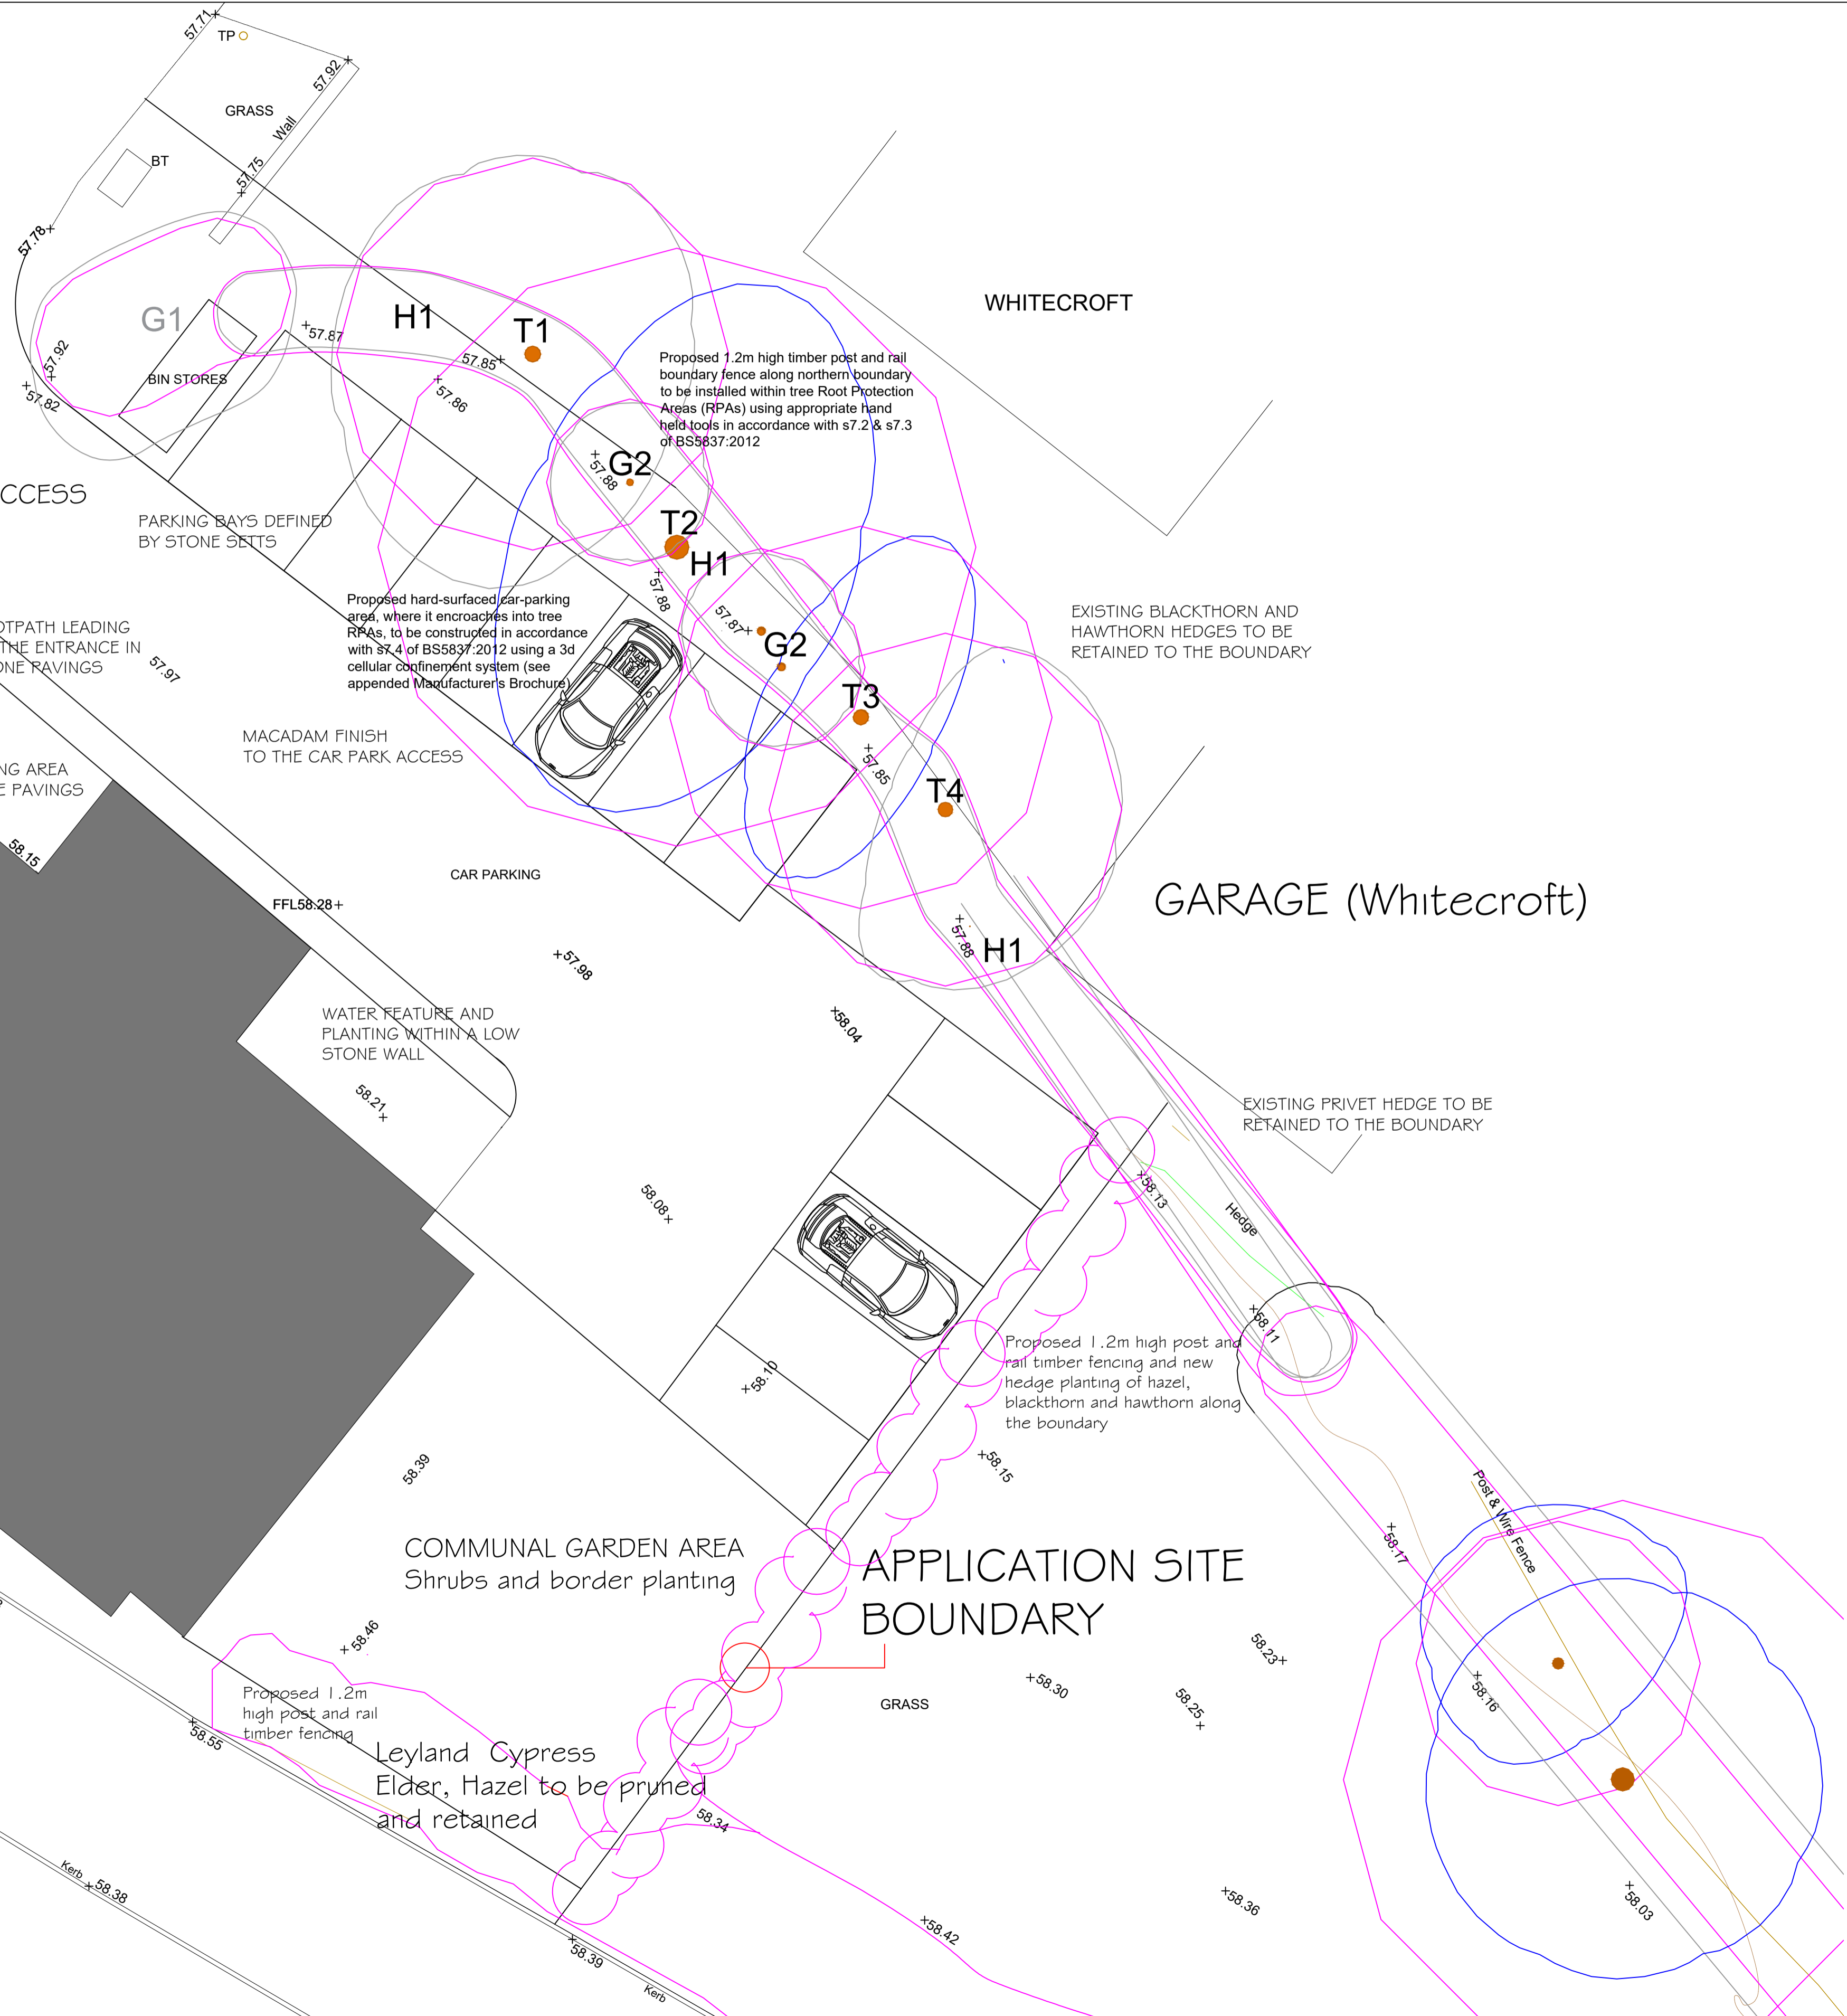 57.71
TP
57.92
GRASS
Wall
BT
57.75
57.78
G1
H1
T1
WHITECROFT
57.87
57.85
57.92
BIN STORES
57.82
57.86
Proposed 1.2m high timber post and rail
boundary fence along northern boundary
to be installed within tree Root Protection
Areas (RPAs) using appropriate hand
held tools in accordance with s7.2 & s7.3
of BS5837:2012
57.88
G2
CCESS
PARKING BAYS DEFINED
BY STONE SETTS
T2
H1
57.88
Proposed hard-surfaced car-parking
area, where it encroaches into tree
RPAs, to be constructed in accordance
with s7.4 of BS5837:2012 using a 3d
cellular confinement system (see
appended Manufacturer's Brochure)
57.87
G2
EXISTING BLACKTHORN AND
HAWTHORN HEDGES TO BE
RETAINED TO THE BOUNDARY
OTPATH LEADING
THE ENTRANCE IN
ONE PAVINGS
57.97
T3
57.85
MACADAM FINISH
TO THE CAR PARK ACCESS
NG AREA
E PAVINGS
T4
58.15
CAR PARKING
FFL58.28
GARAGE (Whitecroft)
57.88
H1
57.98
WATER FEATURE AND
PLANTING WITHIN A LOW
STONE WALL
58.04
58.21
EXISTING PRIVET HEDGE TO BE
RETAINED TO THE BOUNDARY
58.08
58.13
Hedge
58.11
Proposed 1.2m high post and
rail timber fencing and new
hedge planting of hazel,
blackthorn and hawthorn along
the boundary
58.10
58.39
58.15
Post & Wire Fence
58.17
COMMUNAL GARDEN AREA
Shrubs and border planting
APPLICATION SITE
BOUNDARY
58.46
58.23
58.30
58.25
58.16
GRASS
Proposed 1.2m
high post and rail
timber fencing
58.55
Leyland Cypress
Elder, Hazel to be pruned
and retained
58.34
Kerb
58.38
58.36
58.03
58.42
58.39
Kerb